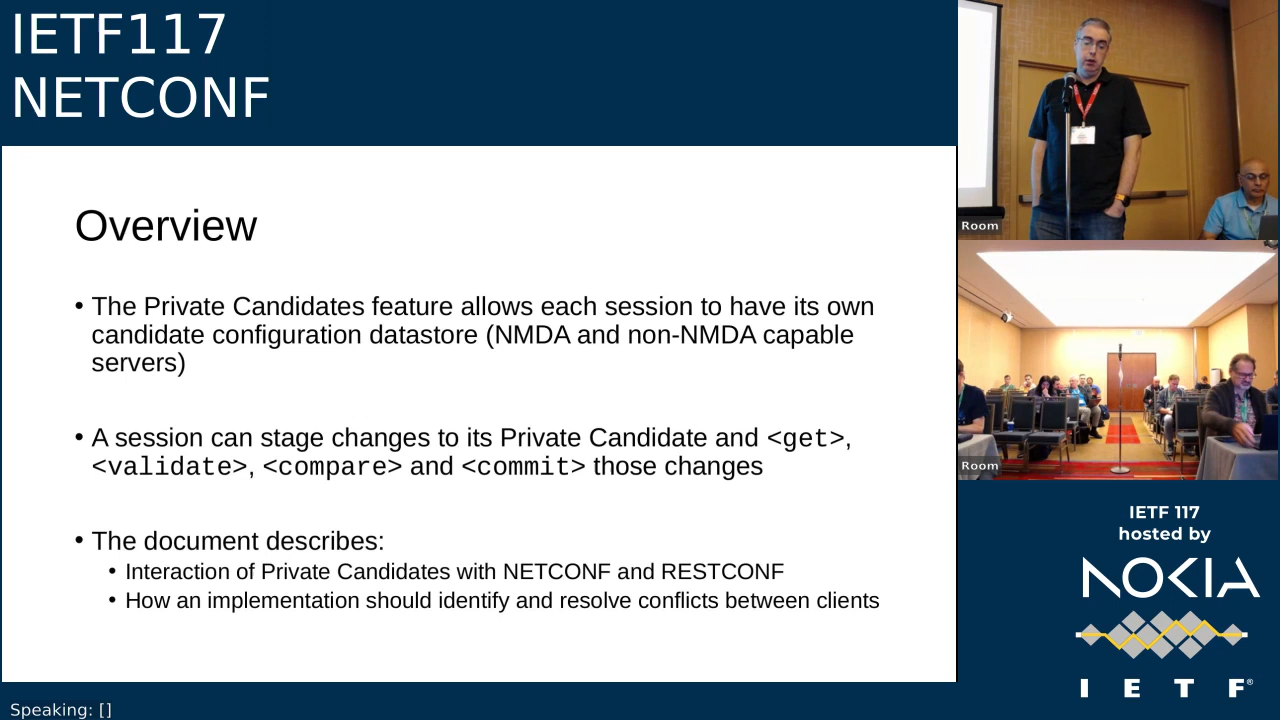 IETF117
NETCONF
Overview
• The Private Candidates feature allows each session to have its own
candidate configuration datastore (NMDA and non-NMDA capable
servers)
• A session can stage changes to its Private Candidate and <get>,
<validate>, <compare> and <commit> those changes
• The document describes:
• Interaction of Private Candidates with NETCONF and RESTCONF
• How an implementation should identify and resolve conflicts between clients
Room
Room
IETF 117
hosted by
NOKIA
I E T F®
Speaking: []